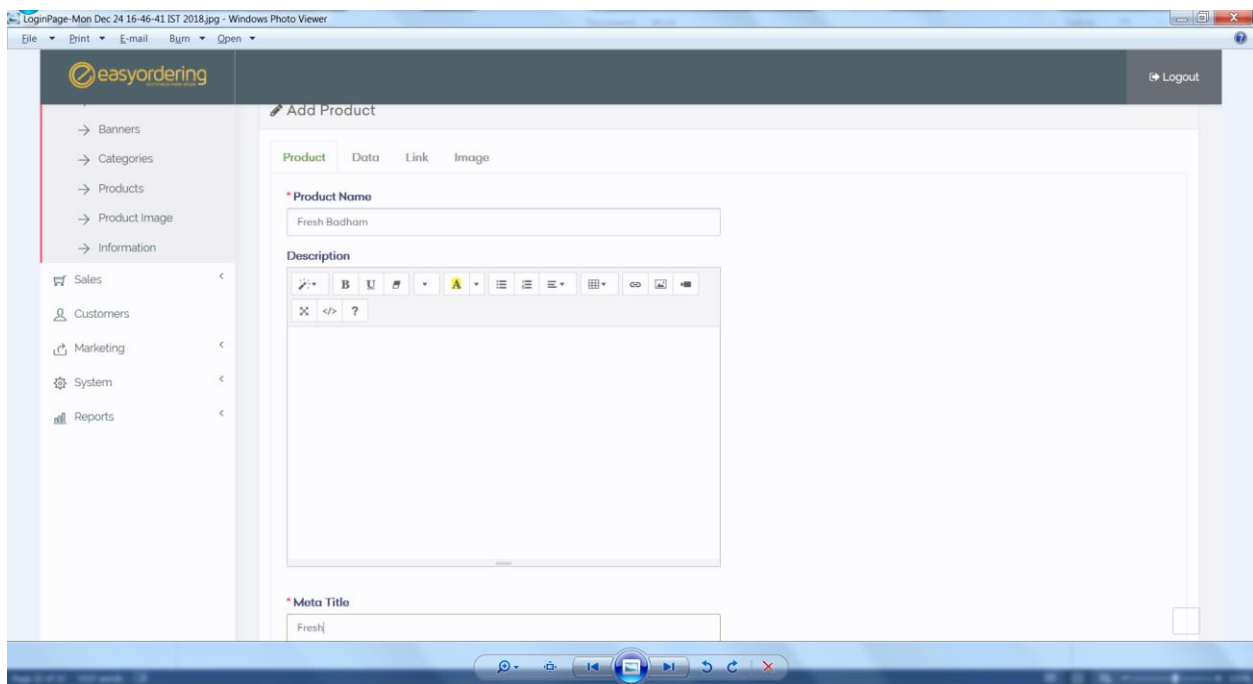 LoginPage-Mon Dec 24 16-46-41 IST 2018.jpg - Windows Photo Viewer
File Print E-mail Burn Open
easyordering
Logout
Add Product
Banners
Categories
Products
Product Image
Information
Sales
Customers
Marketing
System
Reports
Product Data Link Image
*Product Name
Fresh Badham
Description
B U A
</> ?
*Meta Title
Fresh